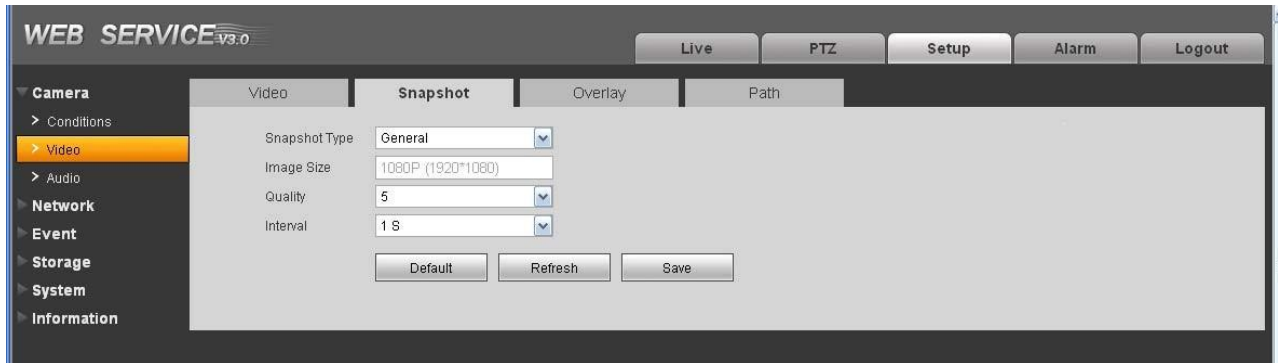 WEB SERVICE V3.0
Live PTZ Setup Alarm Logout
Camera
> Conditions
> Video
> Audio
Network
Event
Storage
System
Information
Video Snapshot Overlay Path
Snapshot Type General
Image Size 1080P (1920*1080)
Quality 5
Interval 1 S
Default Refresh Save